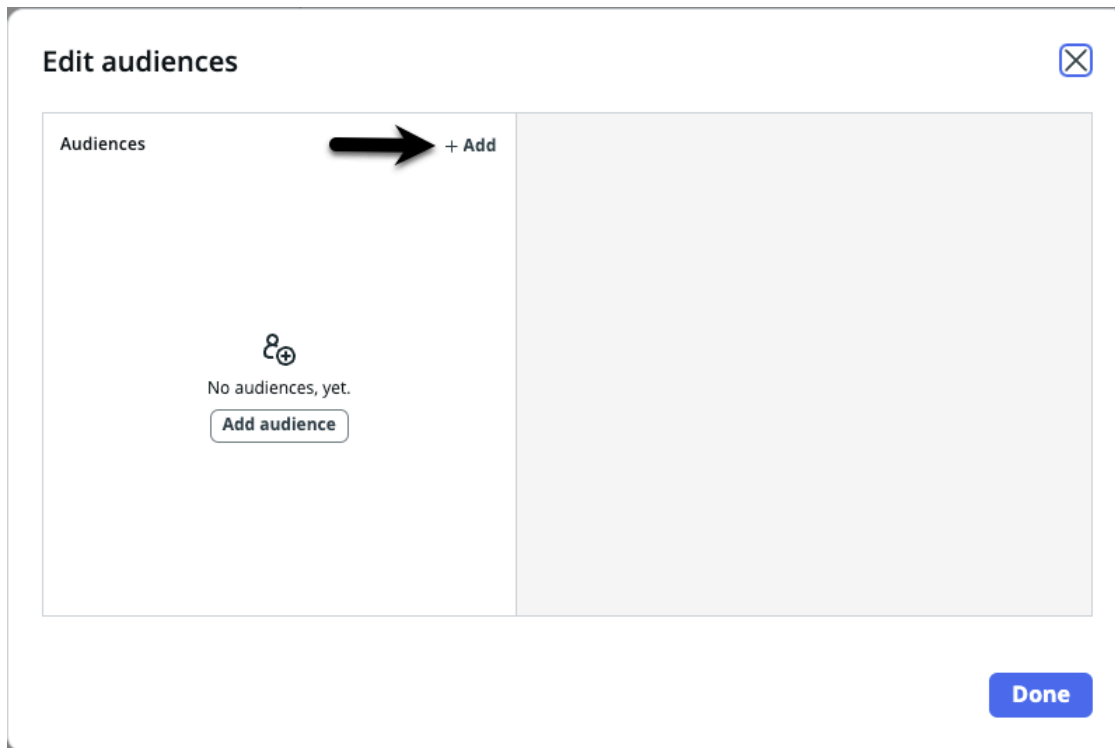 Edit audiences
Audiences
+ Add
No audiences, yet.
Add audience
Done